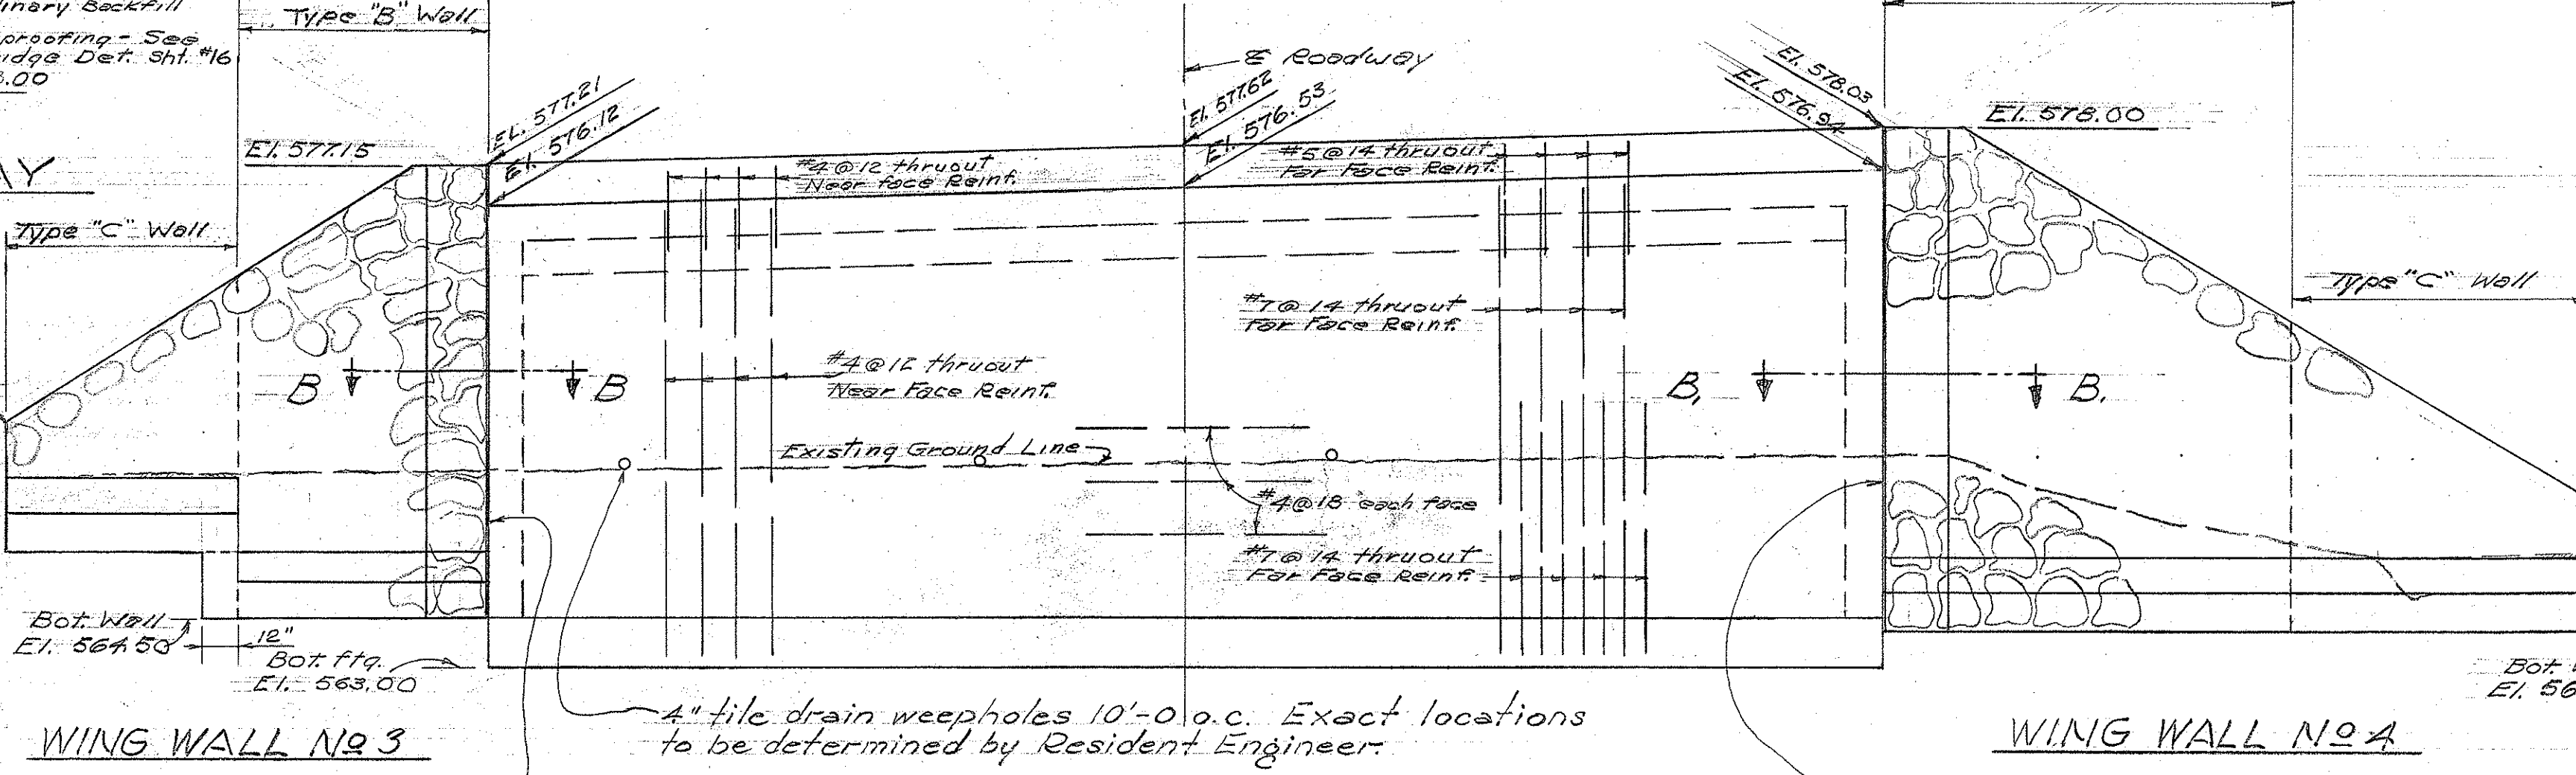 Backfill
proofing - See
Det. Sht. #16
.00
Type "B" Wall
℄ Roadway
El. 577.21
El. 576.12
El. 577.62
El. 576.53
El. 578.03
El. 576.94
El. 578.00
El. 577.15
#4@12 thruout
Near face Reinf.
#5@14 thruout
Far Face Reinf.
Type "C" Wall
Type "C" Wall
#7@14 thruout
Far Face Reinf.
#4@12 thruout
Near Face Reinf.
B
B
B,
B,
Existing Ground Line
#4@18 each face
#7@14 thruout
Far Face Reinf.
Bot. Wall
El. 564.50
12"
Bot. ftg.
El. 563.00
Bot.
El. 56
4" tile drain weepholes 10'-0 o.c. Exact locations
to be determined by Resident Engineer.
WING WALL No 3
WING WALL No 4